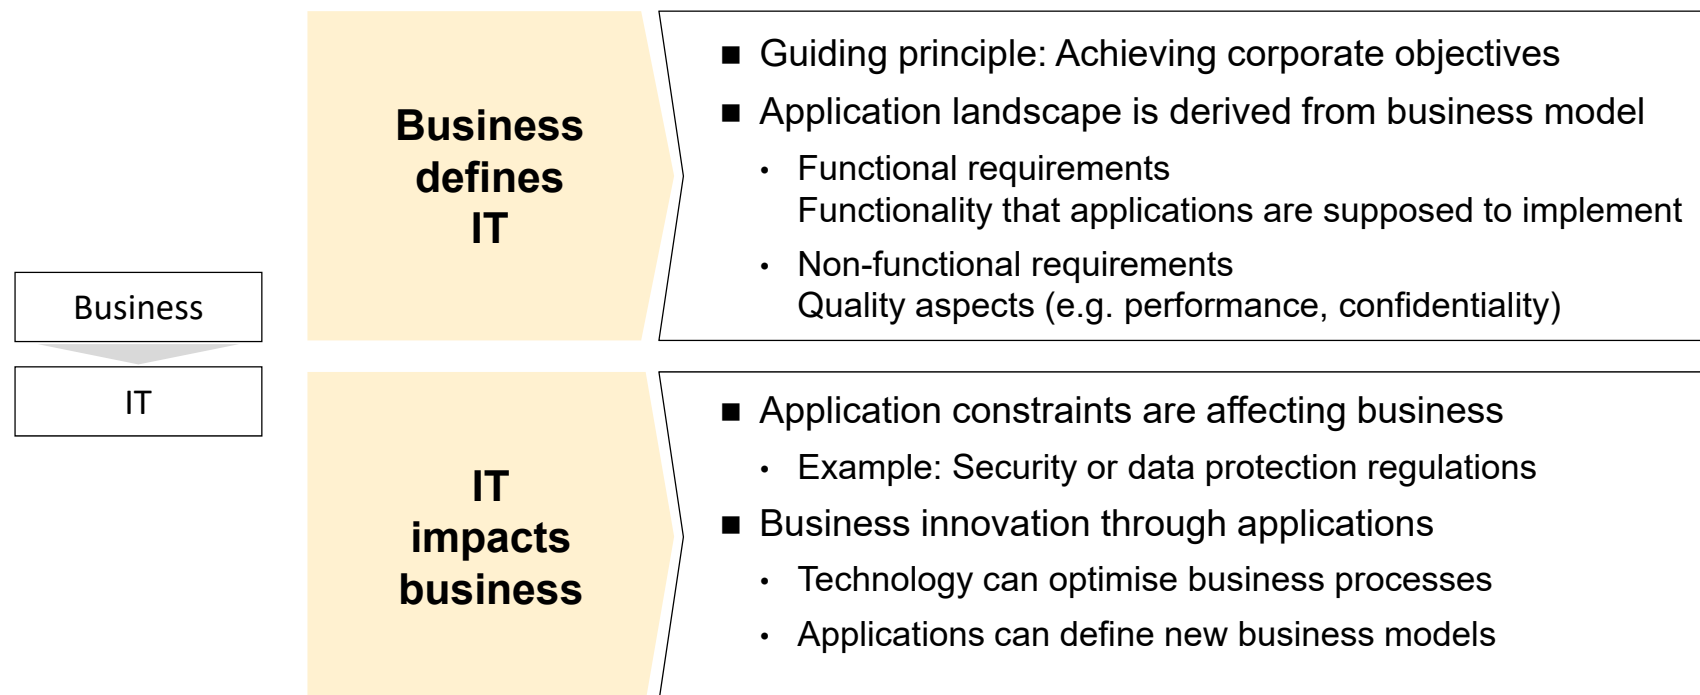 Business
IT
Business
defines
IT
■ Guiding principle: Achieving corporate objectives
■ Application landscape is derived from business model
• Functional requirements
Functionality that applications are supposed to implement
• Non-functional requirements
Quality aspects (e.g. performance, confidentiality)
IT
impacts
business
■ Application constraints are affecting business
• Example: Security or data protection regulations
■ Business innovation through applications
• Technology can optimise business processes
• Applications can define new business models